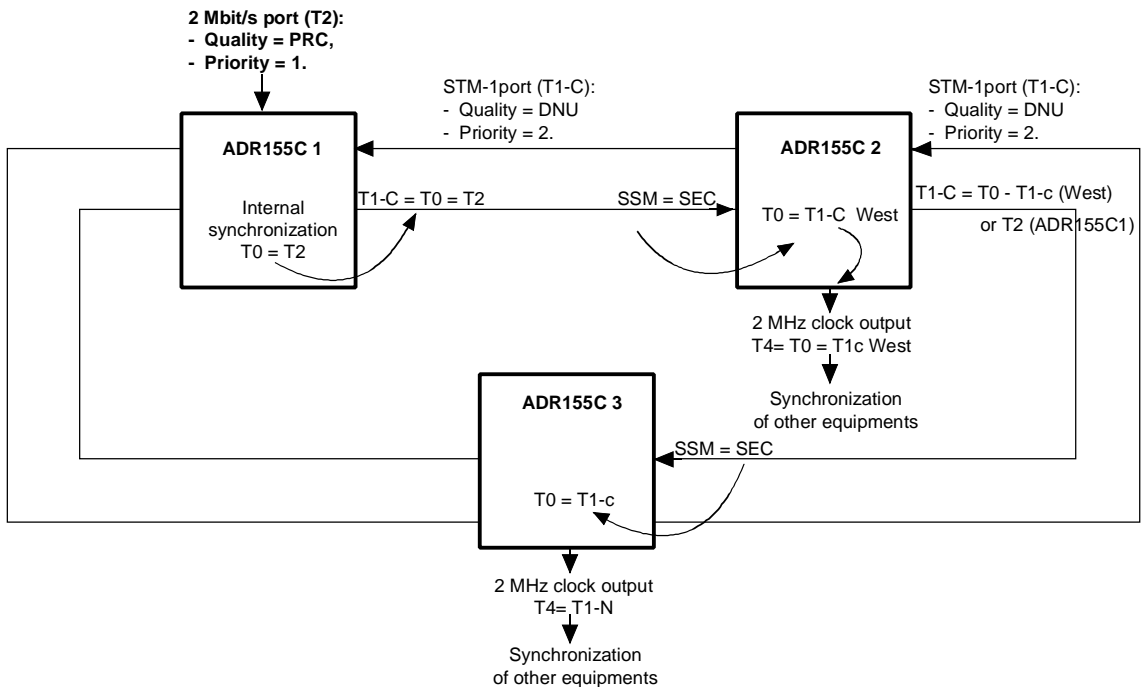 2 Mbit/s port (T2):
- Quality = PRC,
- Priority = 1.
STM-1port (T1-C):
- Quality = DNU
- Priority = 2.
STM-1port (T1-C):
- Quality = DNU
- Priority = 2.
ADR155C 1
Internal
synchronization
T0 = T2
T1-C = T0 = T2
SSM = SEC
ADR155C 2
T0 = T1-C West
T1-C = T0 - T1-c (West)
or T2 (ADR155C1)
2 MHz clock output
T4= T0 = T1c West
Synchronization
of other equipments
ADR155C 3
SSM = SEC
T0 = T1-c
2 MHz clock output
T4= T1-N
Synchronization
of other equipments